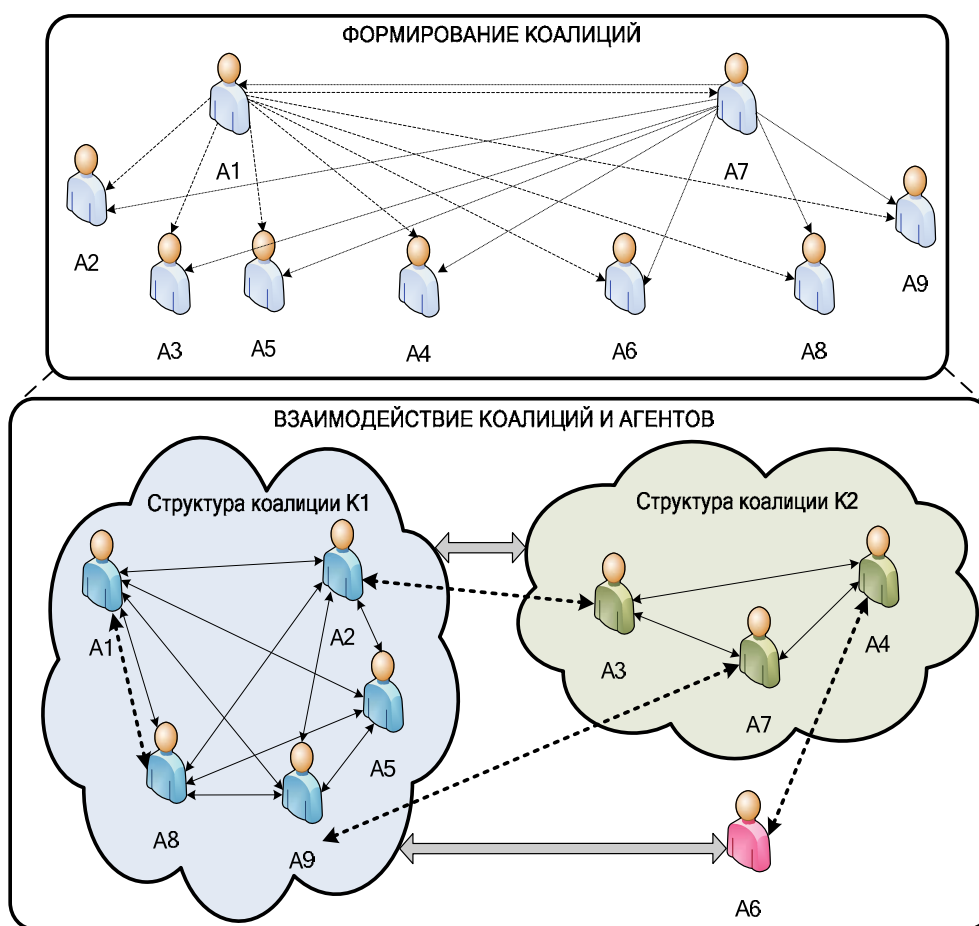 ФОРМИРОВАНИЕ КОАЛИЦИЙ
A1
A7
A2
A9
A3
A5
A4
A6
A8
ВЗАИМОДЕЙСТВИЕ КОАЛИЦИЙ И АГЕНТОВ
Структура коалиции К1
Структура коалиции К2
A1
A2
A3
A4
A7
A5
A8
A9
A6